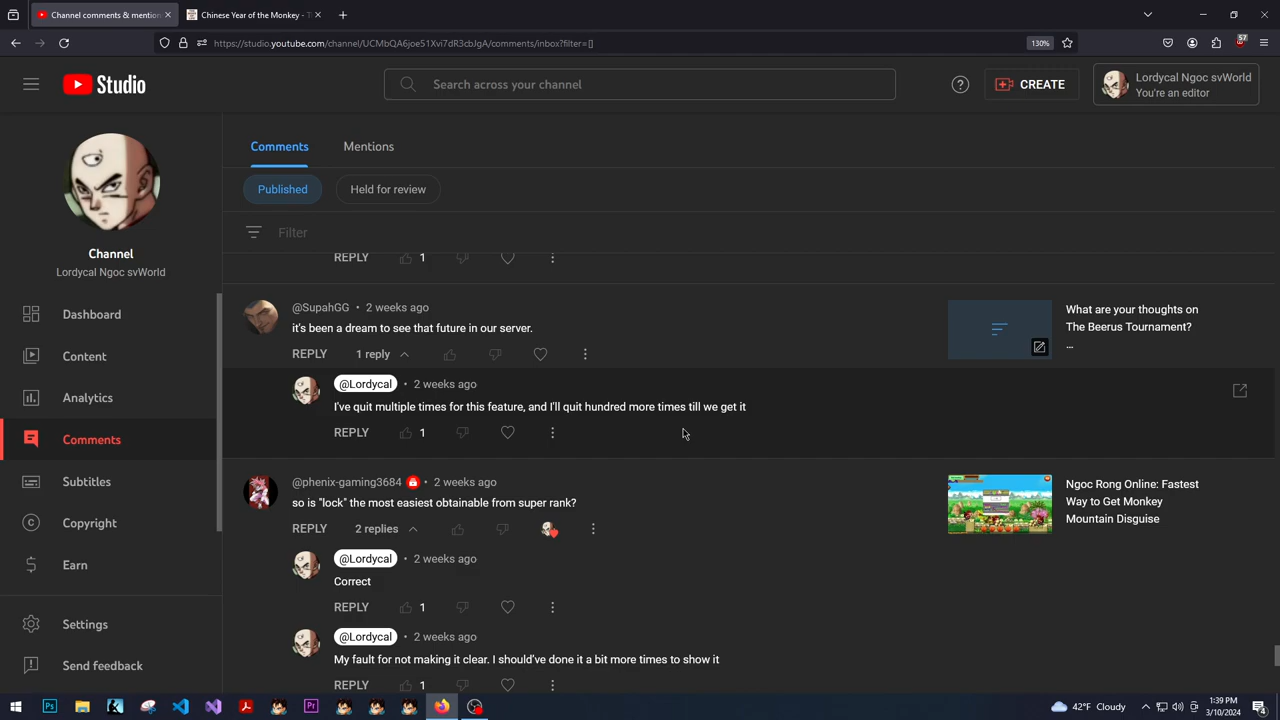 Channel comments & mention
Chinese Year of the Monkey - T
https://studio.youtube.com/channel/UCMbQA6joeS1Xvi7dR3cbJgA/comments/inbox?filter=[]
130%
57
Studio
Search across your channel
CREATE
Lordycal Ngoc svWorld
You're an editor
Channel
Lordycal Ngoc svWorld
Dashboard
Content
Analytics
Comments
Subtitles
Copyright
Earn
Settings
Send feedback
Comments
Mentions
Published
Held for review
Filter
REPLY 1
@SupahGG • 2 weeks ago
it's been a dream to see that future in our server.
REPLY 1 reply
What are your thoughts on
The Beerus Tournament?
...
@Lordycal • 2 weeks ago
I've quit multiple times for this feature, and I'll quit hundred more times till we get it
REPLY 1
@phenix-gaming3684 • 2 weeks ago
so is "lock" the most easiest obtainable from super rank?
REPLY 2 replies
Ngoc Rong Online: Fastest
Way to Get Monkey
Mountain Disguise
@Lordycal • 2 weeks ago
Correct
REPLY 1
@Lordycal • 2 weeks ago
My fault for not making it clear. I should've done it a bit more times to show it
REPLY 1
Ps
Pr
42°F Cloudy
1:39 PM
3/10/2024
4